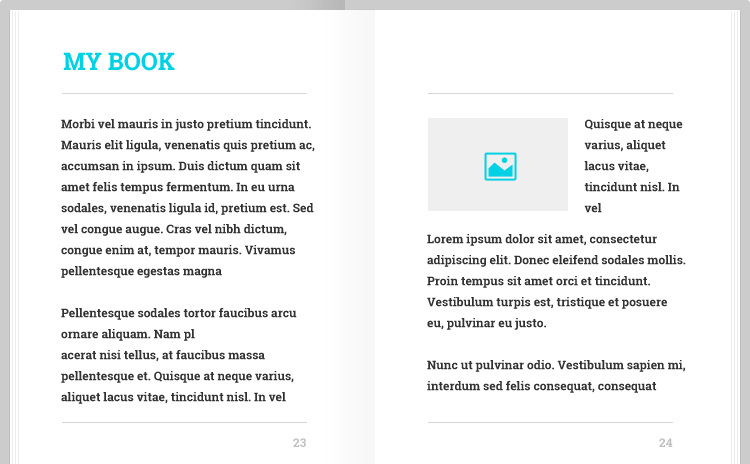 MY BOOK
Morbi vel mauris in justo pretium tincidunt.
Mauris elit ligula, venenatis quis pretium ac,
accumsan in ipsum. Duis dictum quam sit
amet felis tempus fermentum. In eu urna
sodales, venenatis ligula id, pretium est. Sed
vel congue augue. Cras vel nibh dictum,
congue enim at, tempor mauris. Vivamus
pellentesque egestas magna
Pellentesque sodales tortor faucibus arcu
ornare aliquam. Nam pl
acerat nisi tellus, at faucibus massa
pellentesque et. Quisque at neque varius,
aliquet lacus vitae, tincidunt nisl. In vel
23
Quisque at neque
varius, aliquet
lacus vitae,
tincidunt nisl. In
vel
Lorem ipsum dolor sit amet, consectetur
adipiscing elit. Donec eleifend sodales mollis.
Proin tempus sit amet orci et tincidunt.
Vestibulum turpis est, tristique et posuere
eu, pulvinar eu justo.
Nunc ut pulvinar odio. Vestibulum sapien mi,
interdum sed felis consequat, consequat
24